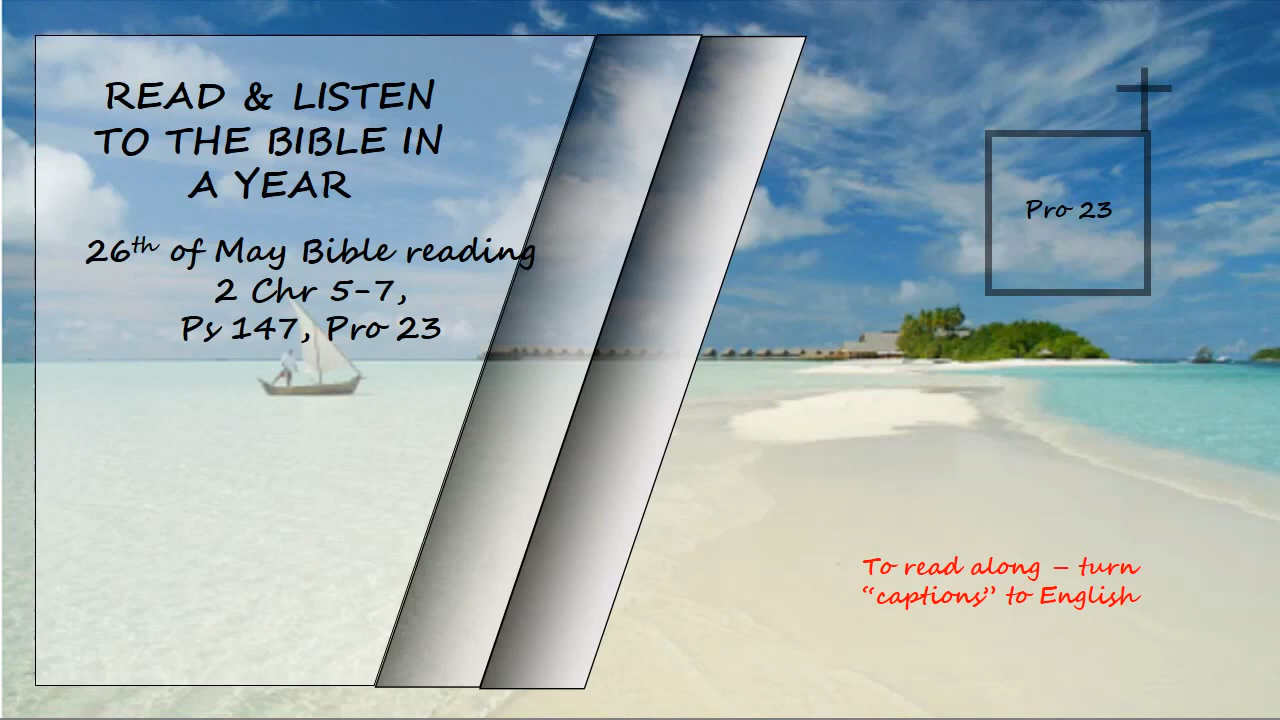 READ & LISTEN
TO THE BIBLE IN
A YEAR
26th of May Bible reading
2 Chr 5-7,
Ps 147, Pro 23
Pro 23
To read along – turn
“captions” to English